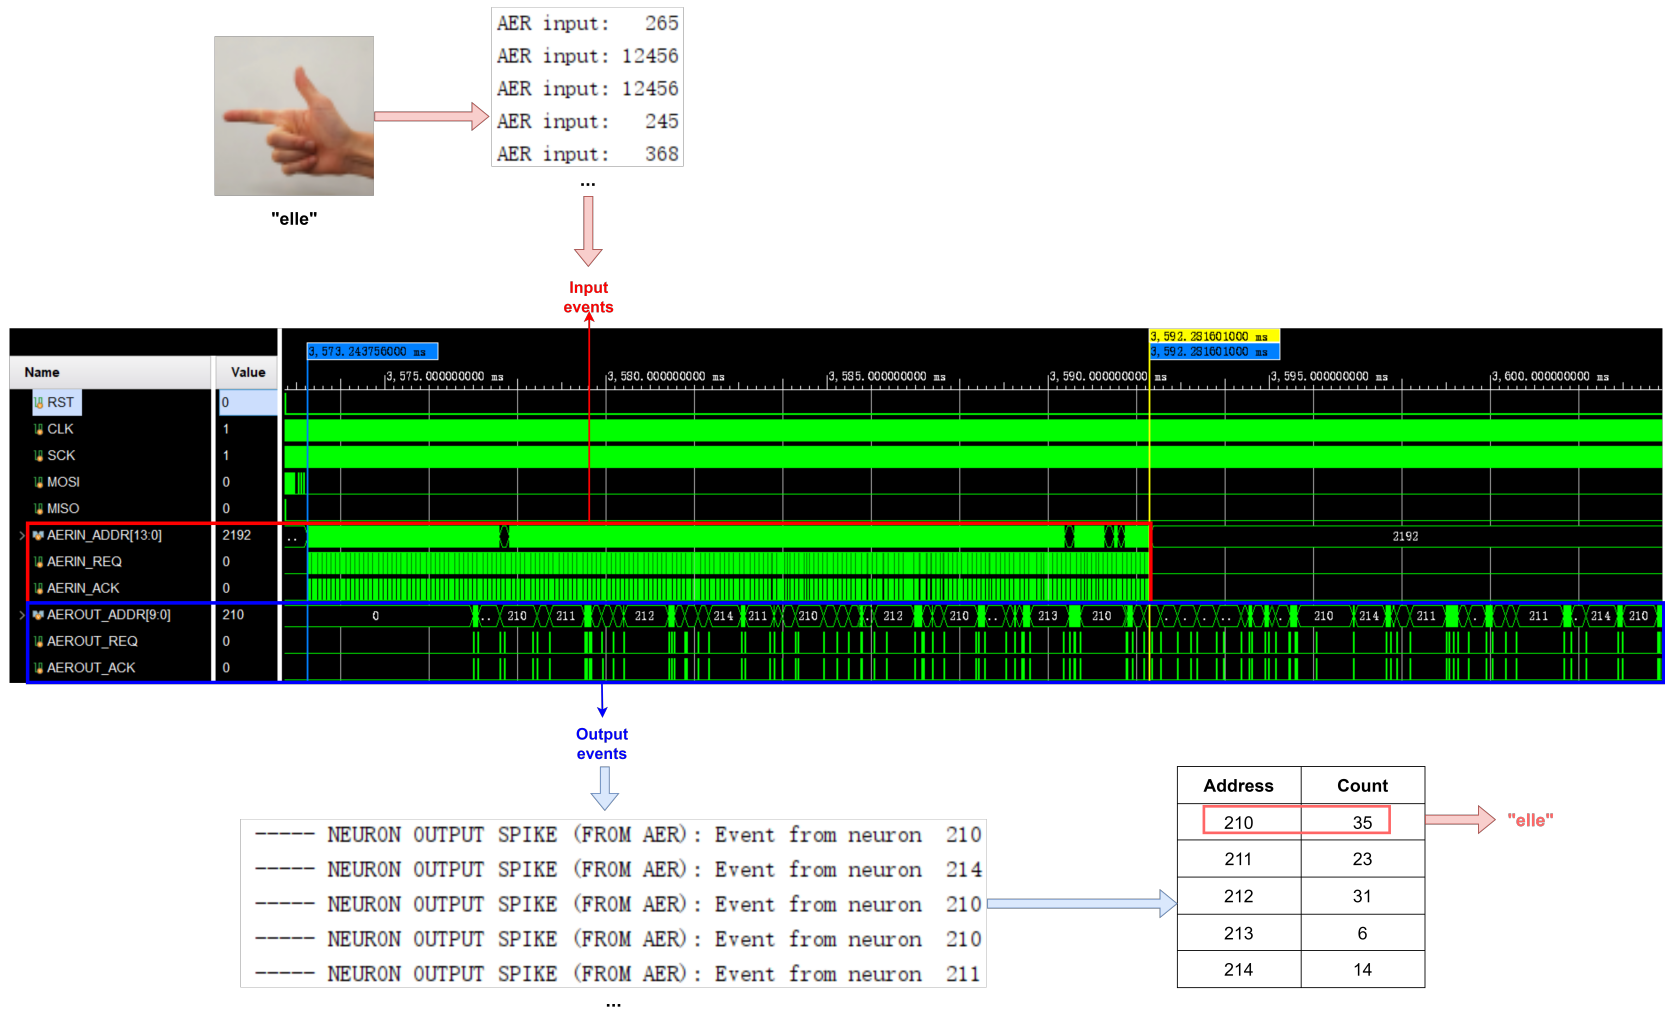 AER input: 265
AER input: 12456
AER input: 12456
AER input: 245
AER input: 368
...
"elle"
Input
events
3,592.281601000 ms
3,573.243756000 ms
3,592.281601000 ms
Name Value
3,575.000000000 ms 3,580.000000000 ms 3,585.000000000 ms 3,590.000000000 ms 3,595.000000000 ms 3,600.000000000 ms
RST 0
CLK 1
SCK 1
MOSI 0
MISO 0
AERIN_ADDR[13:0] 2192 .. 2192
AERIN_REQ 0
AERIN_ACK 0
AEROUT_ADDR[9:0] 210 0 .. 210 211 212 214 211 210 . 212 210 .. 213 210 . . . .. . 210 214 211 . 211 . 214 210
AEROUT_REQ 0
AEROUT_ACK 0
Output
events
----- NEURON OUTPUT SPIKE (FROM AER): Event from neuron 210
----- NEURON OUTPUT SPIKE (FROM AER): Event from neuron 214
----- NEURON OUTPUT SPIKE (FROM AER): Event from neuron 210
----- NEURON OUTPUT SPIKE (FROM AER): Event from neuron 210
----- NEURON OUTPUT SPIKE (FROM AER): Event from neuron 211
...
Address Count
210 35
211 23
212 31
213 6
214 14
"elle"